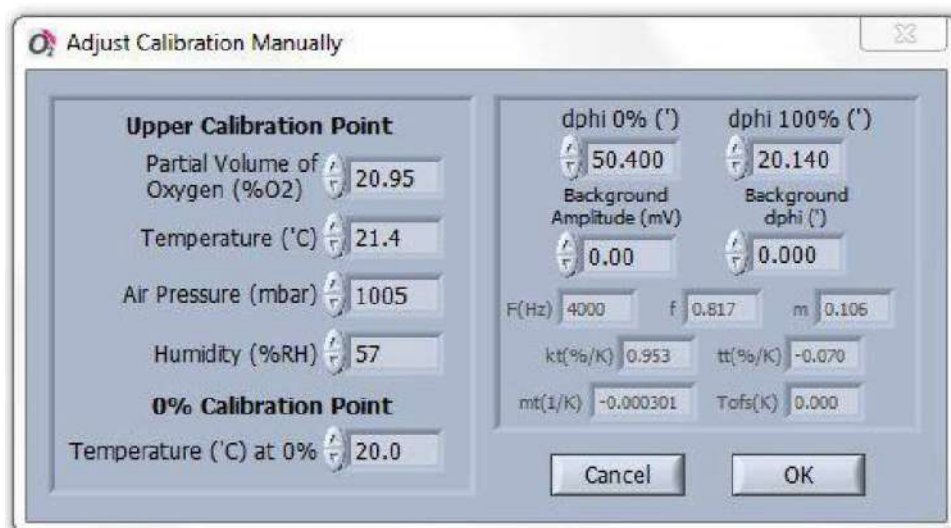 O2 Adjust Calibration Manually
Upper Calibration Point
Partial Volume of
Oxygen (%O2) 20.95
Temperature ('C) 21.4
Air Pressure (mbar) 1005
Humidity (%RH) 57
0% Calibration Point
Temperature ('C) at 0% 20.0
dphi 0% (') dphi 100% (')
50.400 20.140
Background Background
Amplitude (mV) dphi (')
0.00 0.000
F(Hz) 4000 f 0.817 m 0.106
kt(%/K) 0.953 tt(%/K) -0.070
mt(1/K) -0.000301 Tofs(K) 0.000
Cancel OK